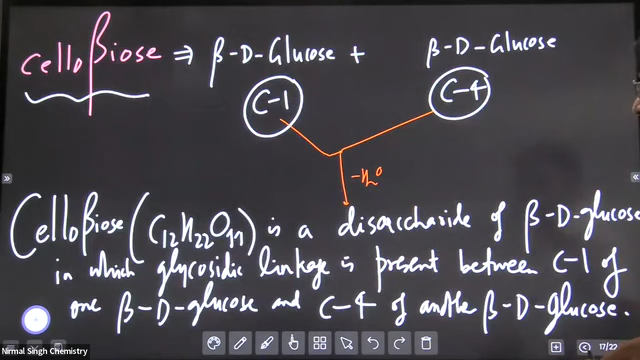 CelloBiose ⇒ β-D-Glucose + β-D-Glucose
C-1 C-4
-H₂O
CelloBiose (C12H22O11) is a disaccharide of β-D-glucose
in which glycosidic linkage is present between C-1 of
one β-D-glucose and C-4 of another β-D-Glucose.
Nirmal Singh Chemistry
17/22